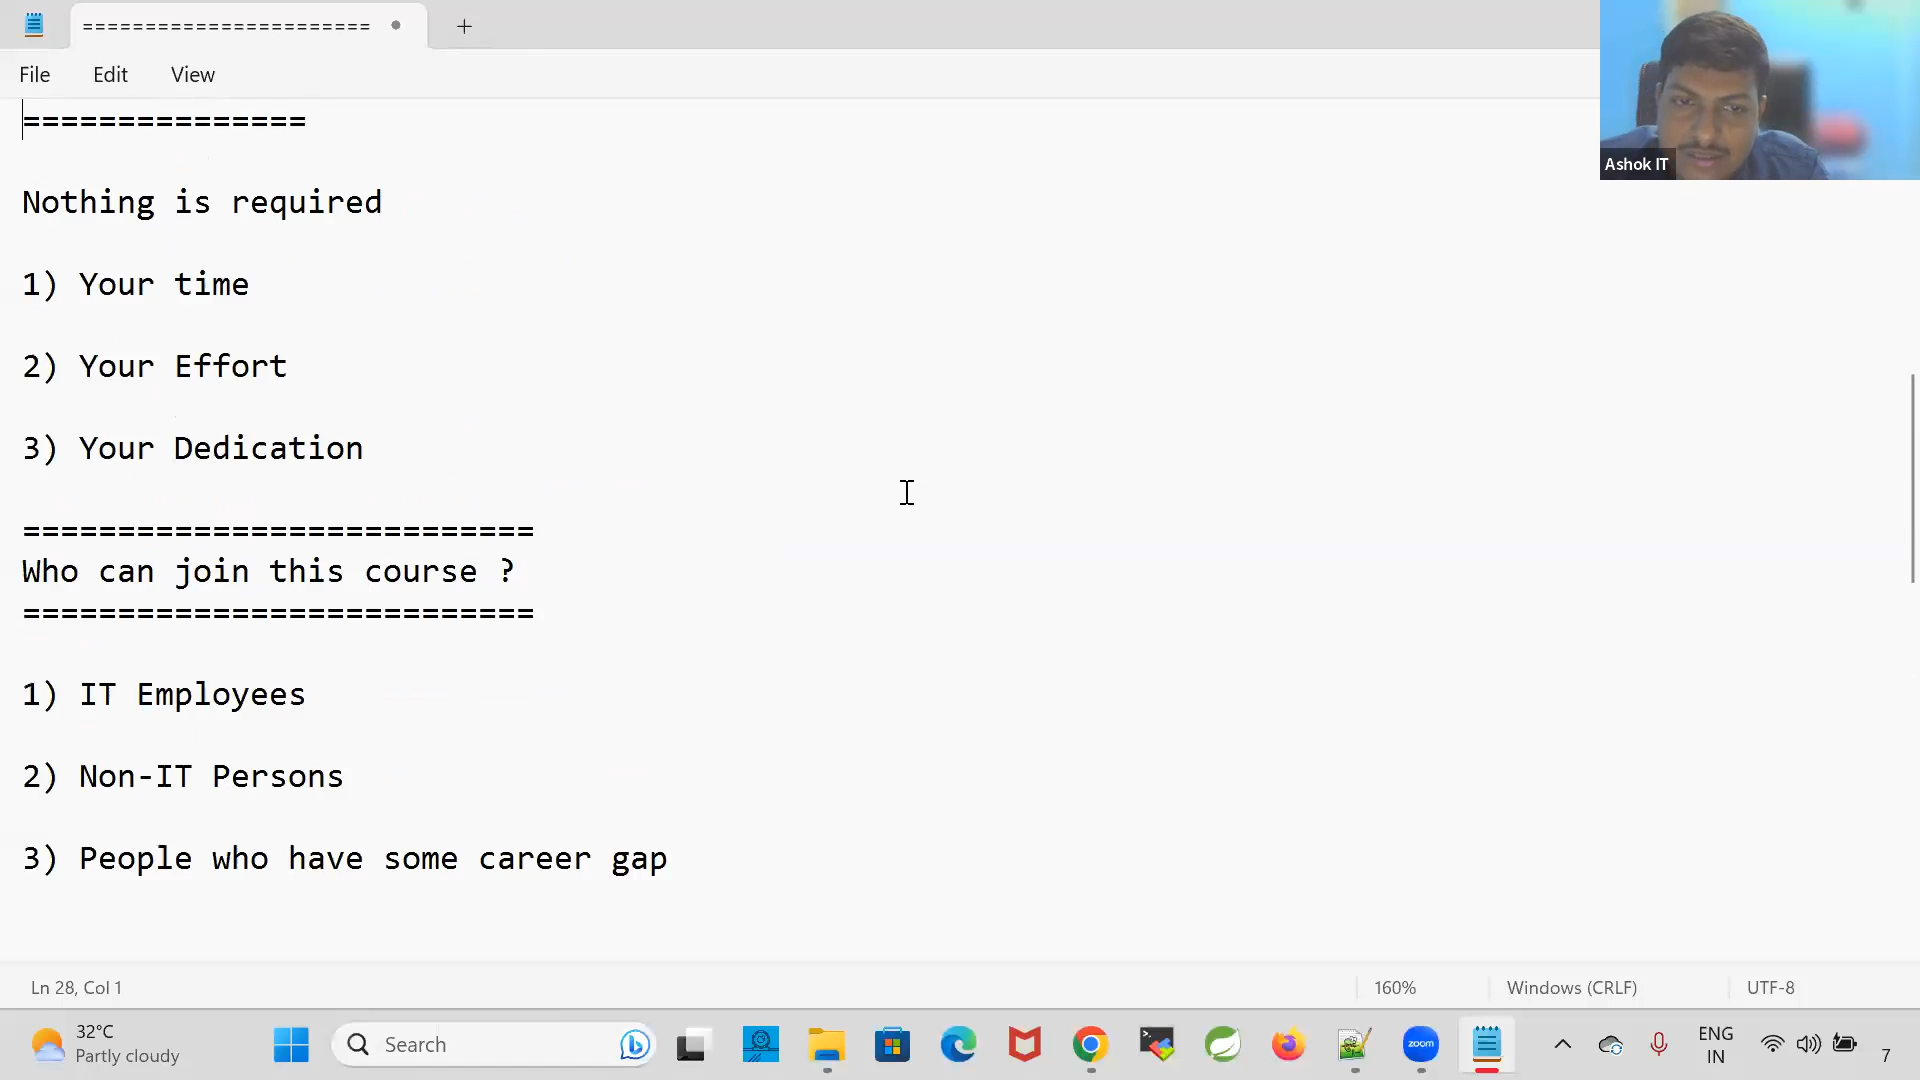 ======================= 
File Edit View
Ashok IT
===============
Nothing is required
1) Your time
2) Your Effort
3) Your Dedication
===========================
Who can join this course ?
===========================
1) IT Employees
2) Non-IT Persons
3) People who have some career gap
Ln 28, Col 1 160% Windows (CRLF) UTF-8
32°C
Partly cloudy
Search
zoom
ENG
IN
7